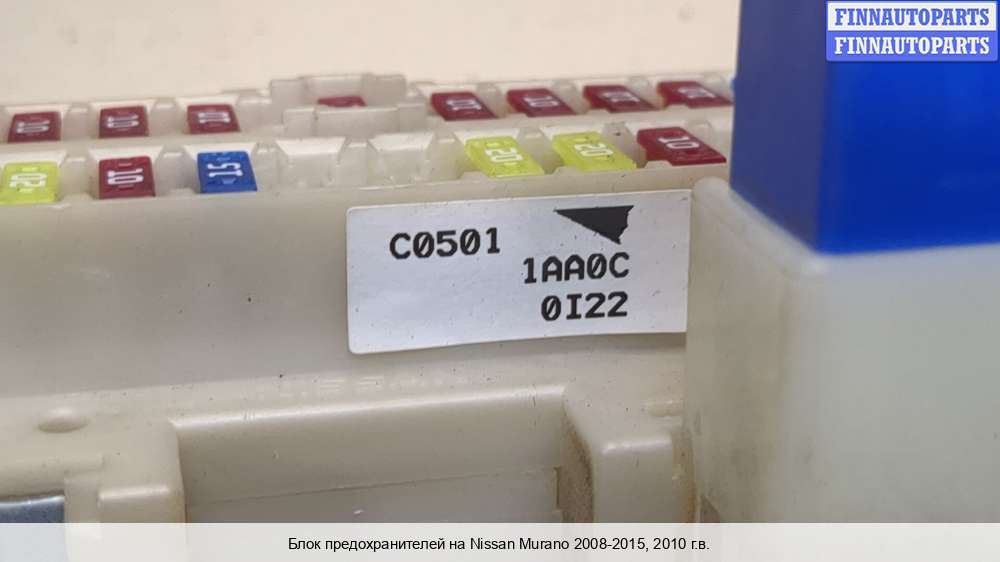 FINNAUTOPARTS
FINNAUTOPARTS
10 10 10 10 10 10 10
20 10 15 20 20 10
C0501
1AA0C
0I22
Блок предохранителей на Nissan Murano 2008-2015, 2010 г.в.